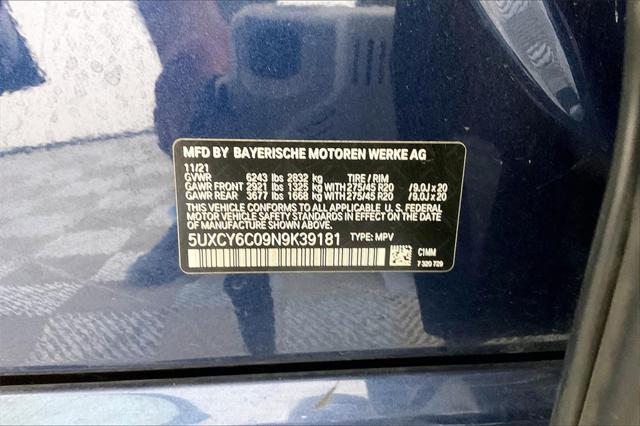 MFD BY BAYERISCHE MOTOREN WERKE AG
11/21
GVWR 6243 lbs 2832 kg TIRE / RIM
GAWR FRONT 2921 lbs 1325 kg WITH 275/45 R20 / 9.0J x 20
GAWR REAR 3677 lbs 1668 kg WITH 275/45 R20 / 9.0J x 20
THIS VEHICLE CONFORMS TO ALL APPLICABLE U. S. FEDERAL
MOTOR VEHICLE SAFETY STANDARDS IN EFFECT ON THE DATE
OF MANUFACTURE SHOWN ABOVE.
5UXCY6C09N9K39181 TYPE: MPV
C1MM
7 320 729